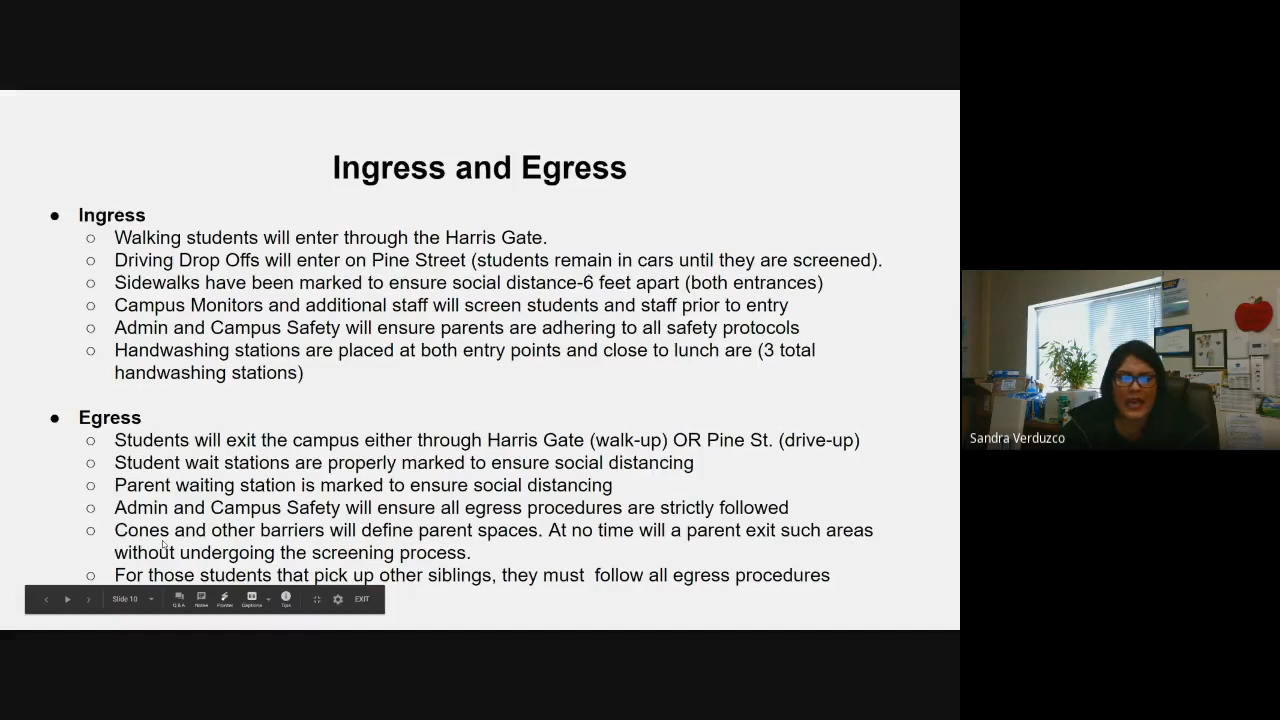 Ingress and Egress
● Ingress
○ Walking students will enter through the Harris Gate.
○ Driving Drop Offs will enter on Pine Street (students remain in cars until they are screened).
○ Sidewalks have been marked to ensure social distance-6 feet apart (both entrances)
○ Campus Monitors and additional staff will screen students and staff prior to entry
○ Admin and Campus Safety will ensure parents are adhering to all safety protocols
○ Handwashing stations are placed at both entry points and close to lunch are (3 total
handwashing stations)
● Egress
○ Students will exit the campus either through Harris Gate (walk-up) OR Pine St. (drive-up)
○ Student wait stations are properly marked to ensure social distancing
○ Parent waiting station is marked to ensure social distancing
○ Admin and Campus Safety will ensure all egress procedures are strictly followed
○ Cones and other barriers will define parent spaces. At no time will a parent exit such areas
without undergoing the screening process.
○ For those students that pick up other siblings, they must  follow all egress procedures
Slide 10
Q&A Notes Pointer Captions Tips EXIT
Sandra Verduzco